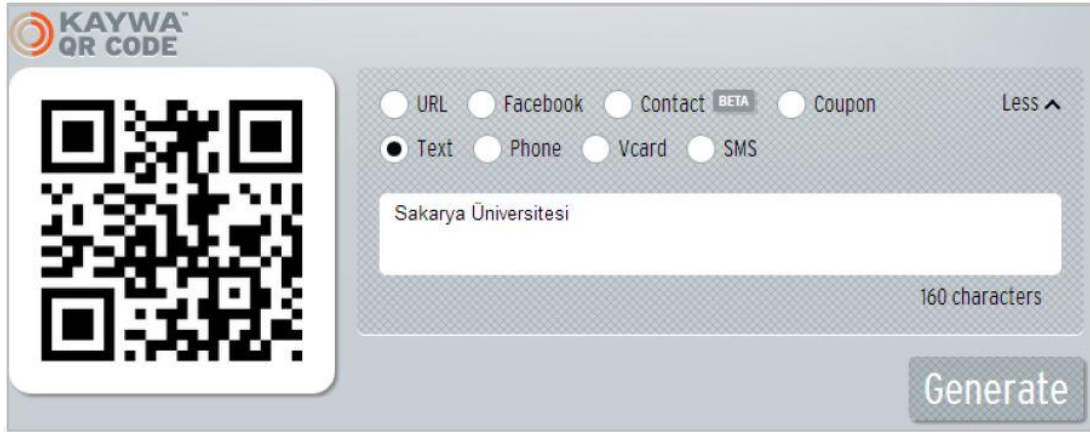 KAYWA™
QR CODE
URL Facebook Contact BETA Coupon Less
Text Phone Vcard SMS
Sakarya Üniversitesi
160 characters
Generate